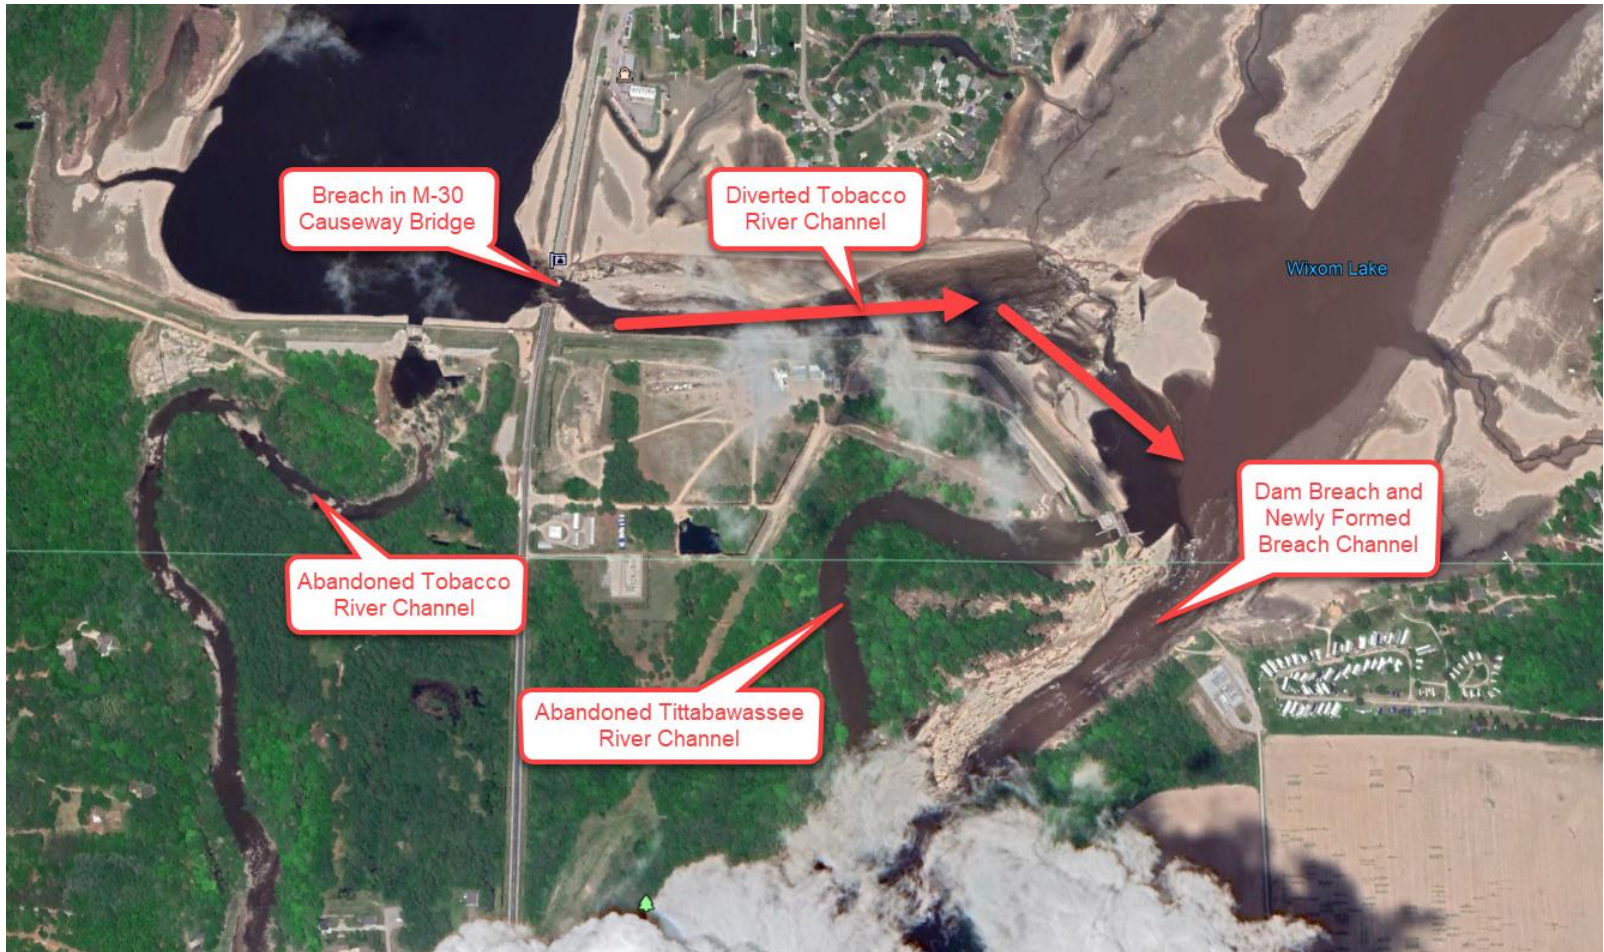 Breach in M-30
Causeway Bridge
Diverted Tobacco
River Channel
Wixom Lake
Dam Breach and
Newly Formed
Breach Channel
Abandoned Tobacco
River Channel
Abandoned Tittabawassee
River Channel